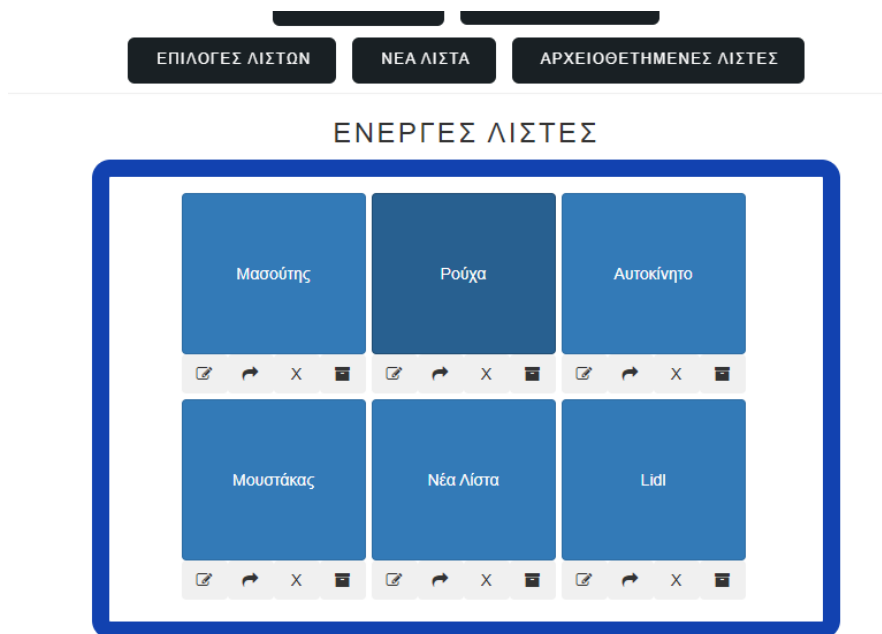 ΕΠΙΛΟΓΕΣ ΛΙΣΤΩΝ ΝΕΑ ΛΙΣΤΑ ΑΡΧΕΙΟΘΕΤΗΜΕΝΕΣ ΛΙΣΤΕΣ
ΕΝΕΡΓΕΣ ΛΙΣΤΕΣ
Μασούτης Ρούχα Αυτοκίνητο
X X X
Μουστάκας Νέα Λίστα Lidl
X X X